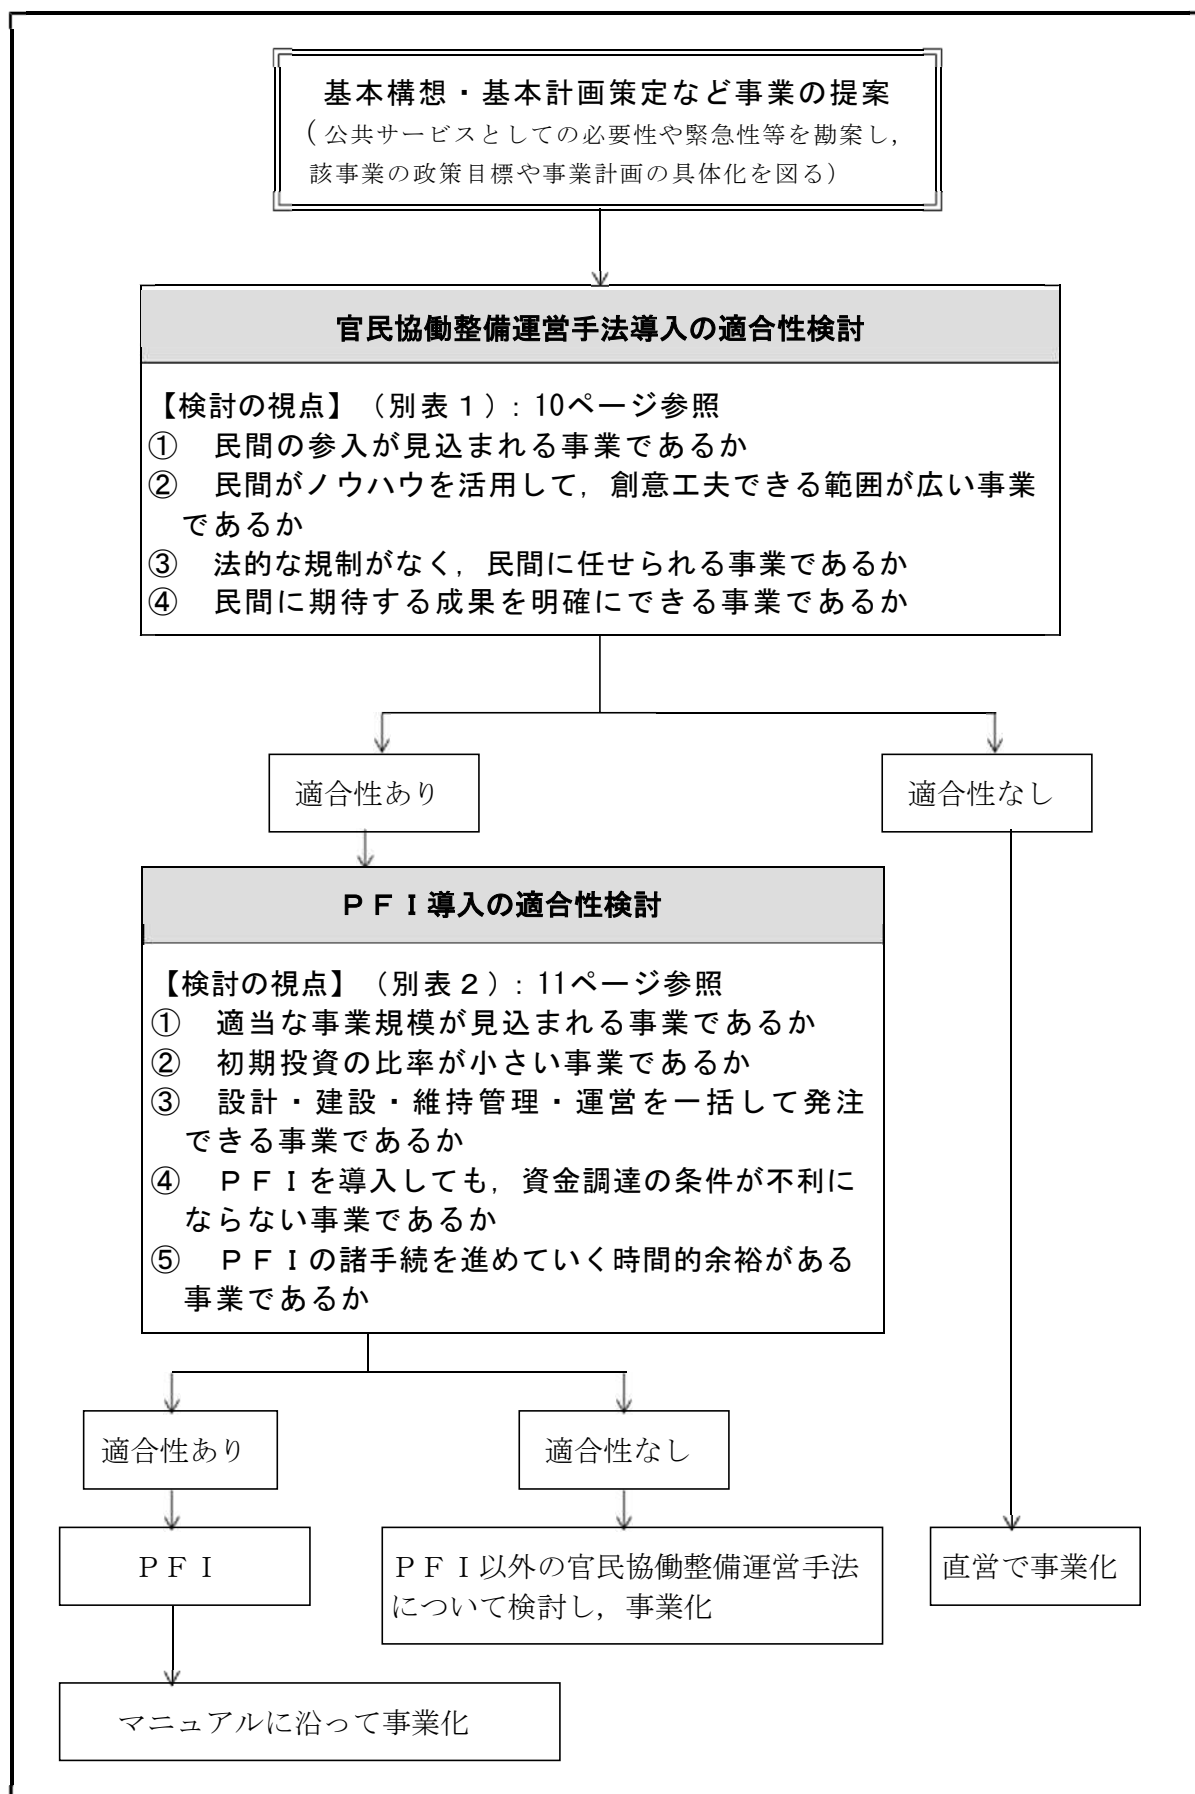 基本構想・基本計画策定など事業の提案
(公共サービスとしての必要性や緊急性等を勘案し,
該事業の政策目標や事業計画の具体化を図る)
官民協働整備運営手法導入の適合性検討
【検討の視点】(別表1):10ページ参照
① 民間の参入が見込まれる事業であるか
② 民間がノウハウを活用して,創意工夫できる範囲が広い事業
であるか
③ 法的な規制がなく,民間に任せられる事業であるか
④ 民間に期待する成果を明確にできる事業であるか
適合性あり
適合性なし
PFI導入の適合性検討
【検討の視点】(別表2):11ページ参照
① 適当な事業規模が見込まれる事業であるか
② 初期投資の比率が小さい事業であるか
③ 設計・建設・維持管理・運営を一括して発注
できる事業であるか
④ PFIを導入しても,資金調達の条件が不利に
ならない事業であるか
⑤ PFIの諸手続を進めていく時間的余裕がある
事業であるか
適合性あり
適合性なし
PFI
PFI以外の官民協働整備運営手法
について検討し,事業化
直営で事業化
マニュアルに沿って事業化